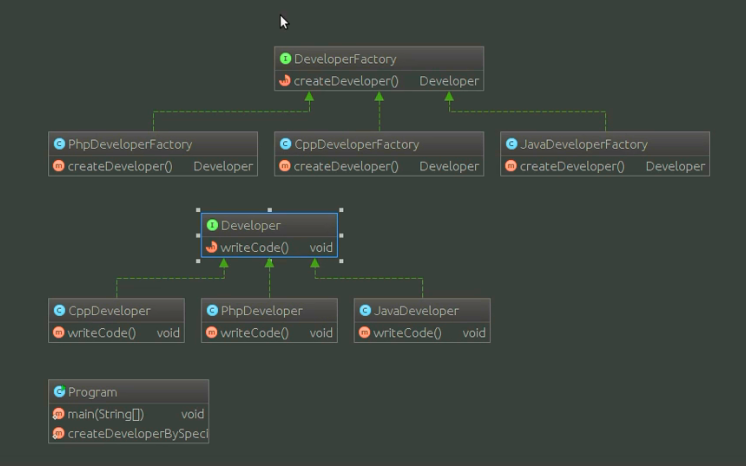 DeveloperFactory
createDeveloper() Developer
PhpDeveloperFactory CppDeveloperFactory JavaDeveloperFactory
createDeveloper() Developer createDeveloper() Developer createDeveloper() Developer
Developer
writeCode() void
CppDeveloper PhpDeveloper JavaDeveloper
writeCode() void writeCode() void writeCode() void
Program
main(String[]) void
createDeveloperBySpeci